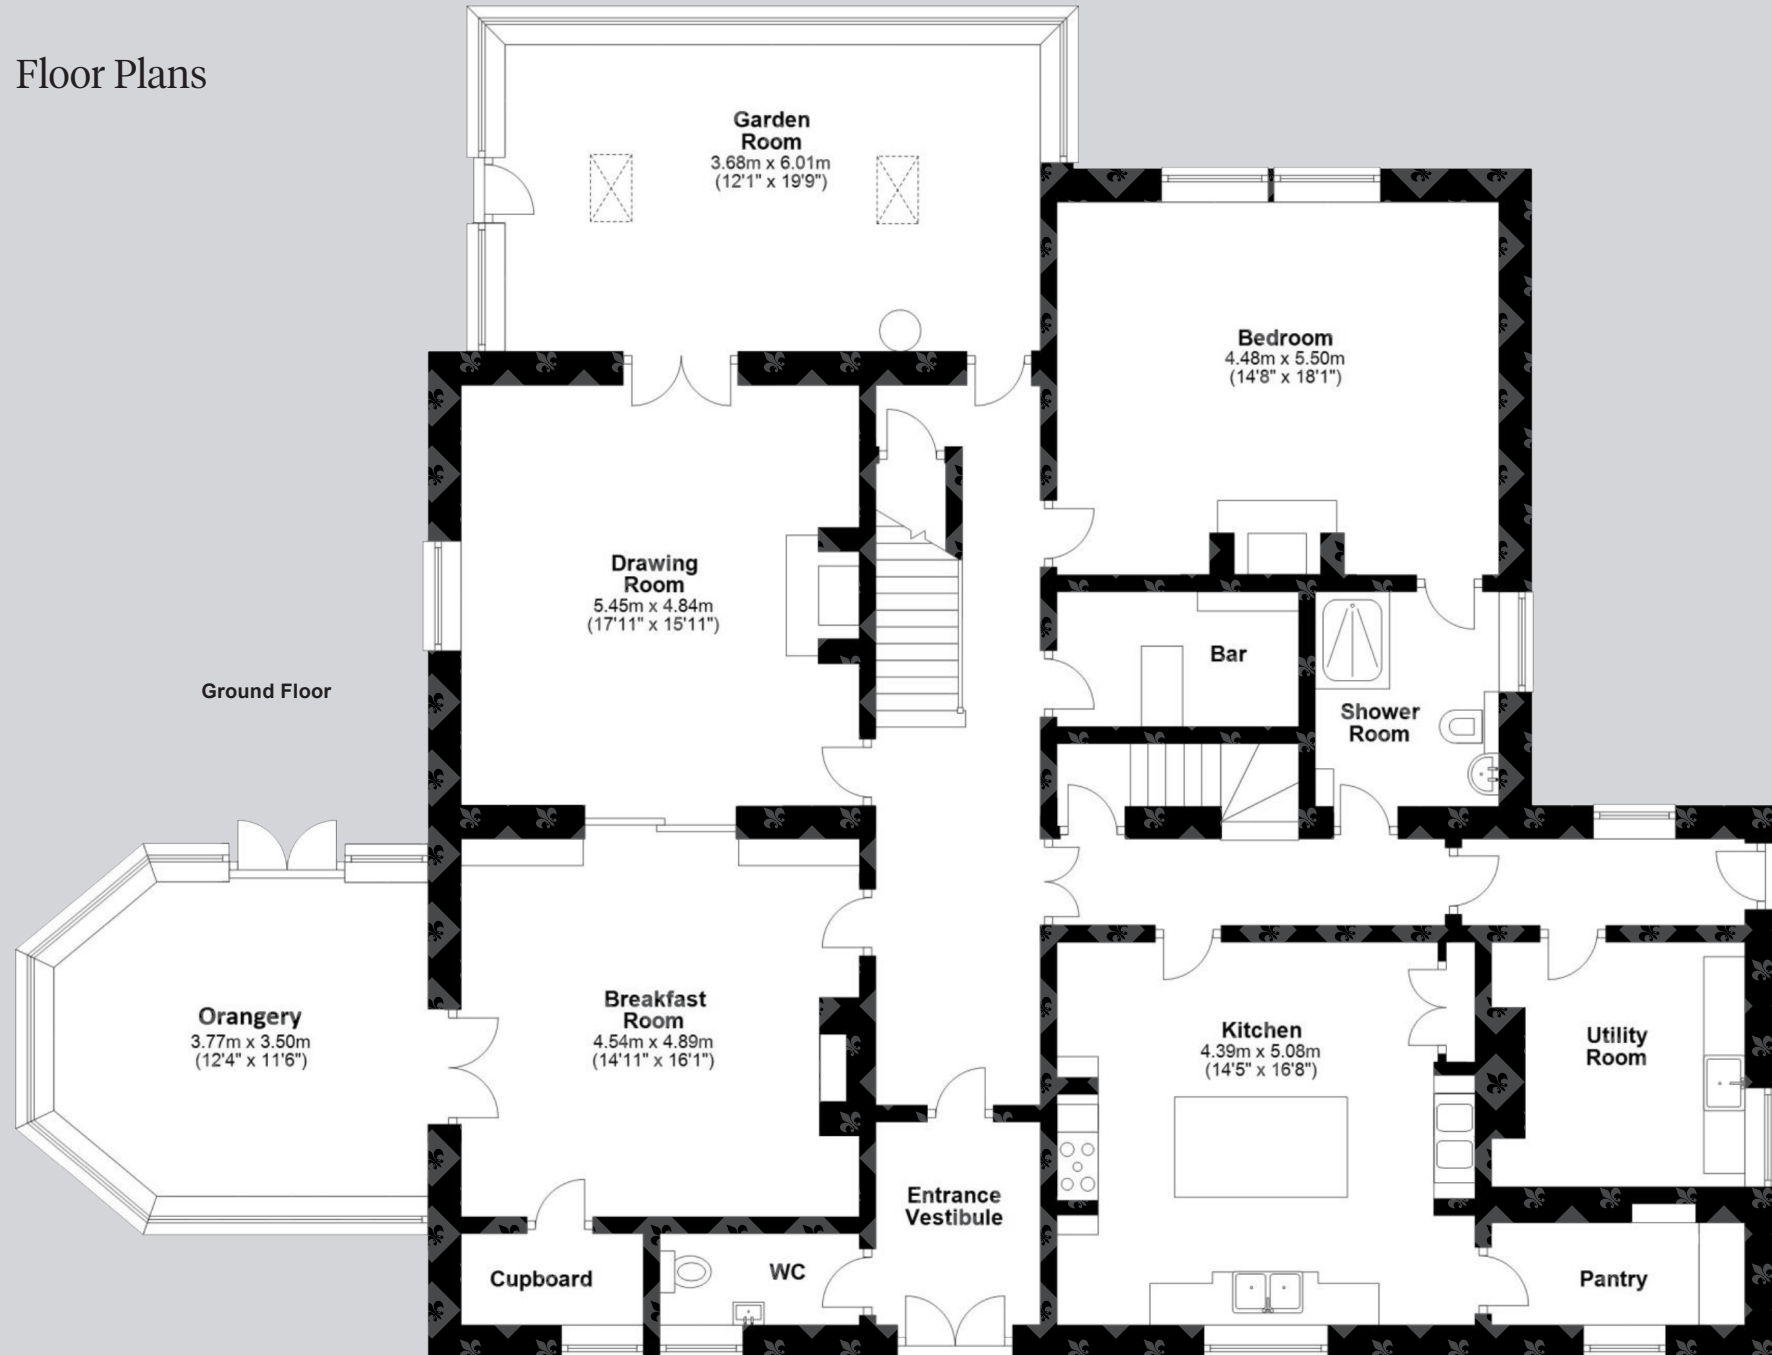 Floor Plans
Garden
Room
3.68m x 6.01m
(12'1" x 19'9")
Bedroom
4.48m x 5.50m
(14'8" x 18'1")
Drawing
Room
5.45m x 4.84m
(17'11" x 15'11")
Bar
Ground Floor
Shower
Room
Orangery
3.77m x 3.50m
(12'4" x 11'6")
Breakfast
Room
4.54m x 4.89m
(14'11" x 16'1")
Kitchen
4.39m x 5.08m
(14'5" x 16'8")
Utility
Room
Entrance
Vestibule
Cupboard
WC
Pantry